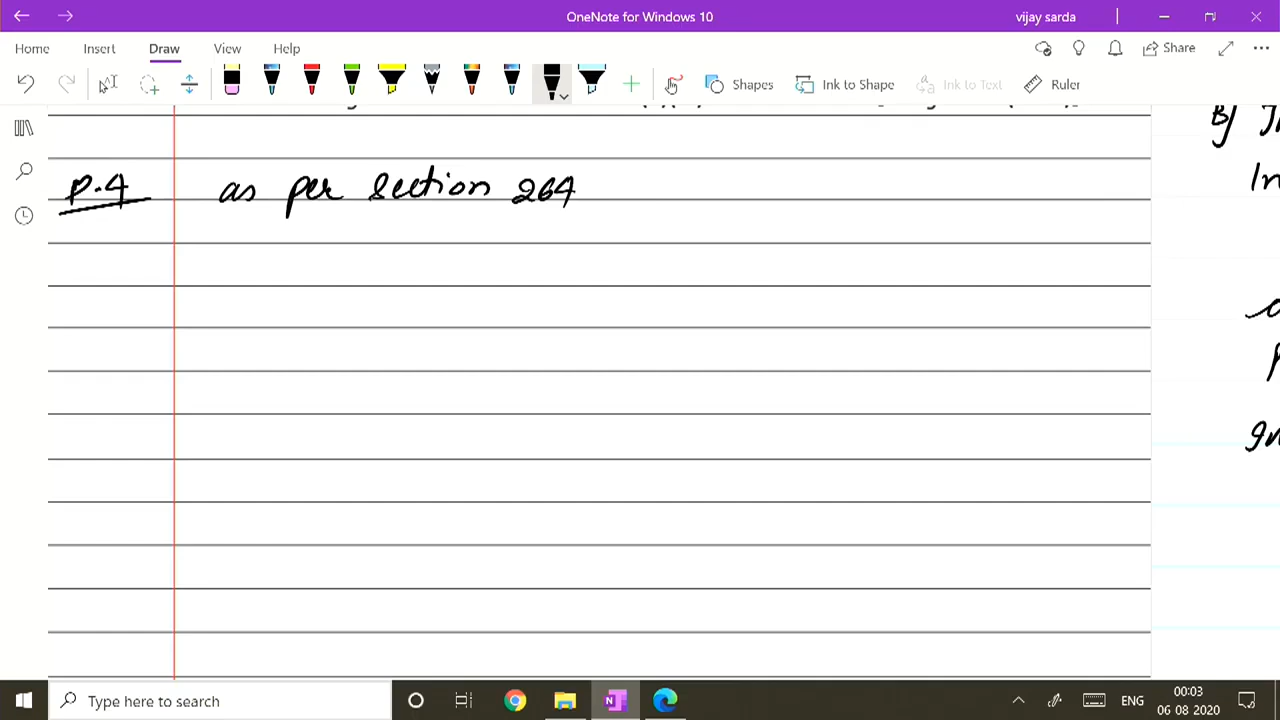 OneNote for Windows 10
vijay sarda
Home Insert Draw View Help
Share
Shapes
Ink to Shape
Ink to Text
Ruler
P.4 as per section 264
B)
In
Type here to search
ENG
00:03
06-08-2020